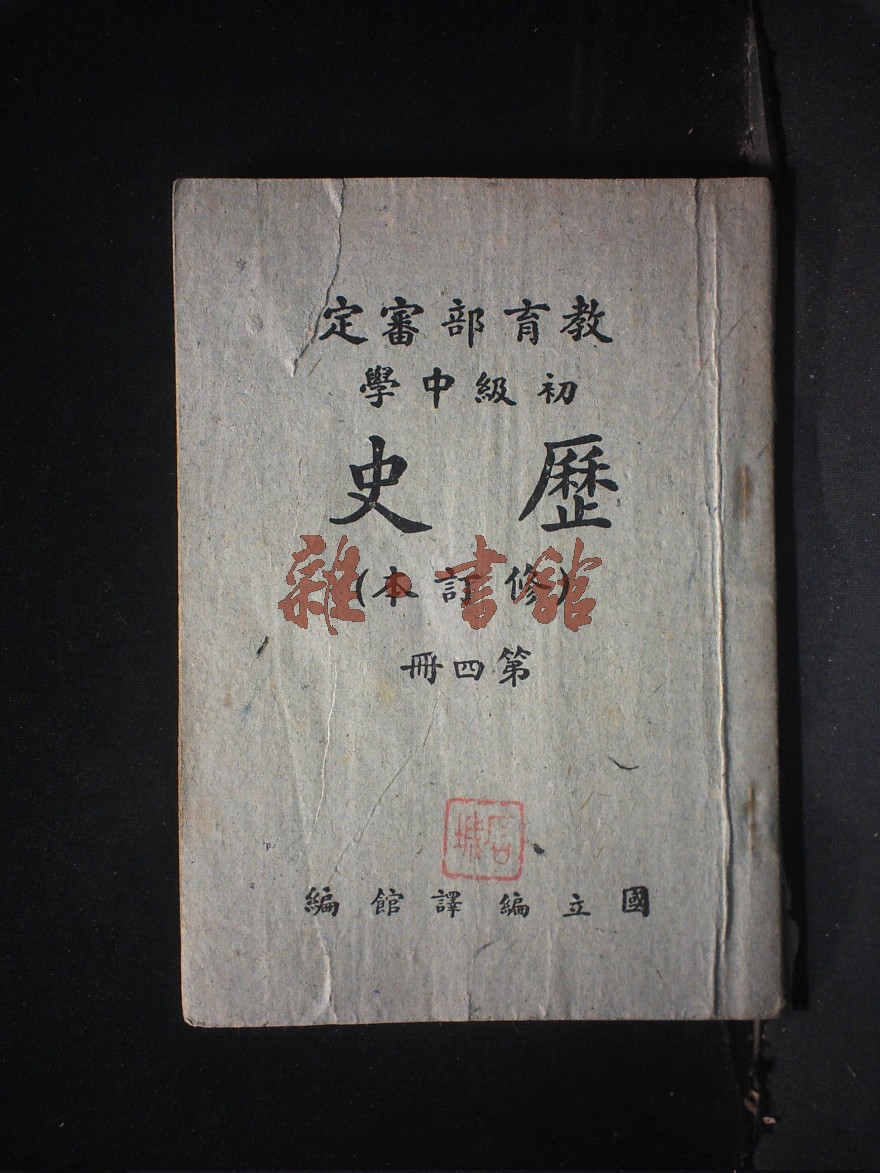 教育部審定
初級中學
歷史
(修訂本)
雜·書館
第四冊
國立編譯館編